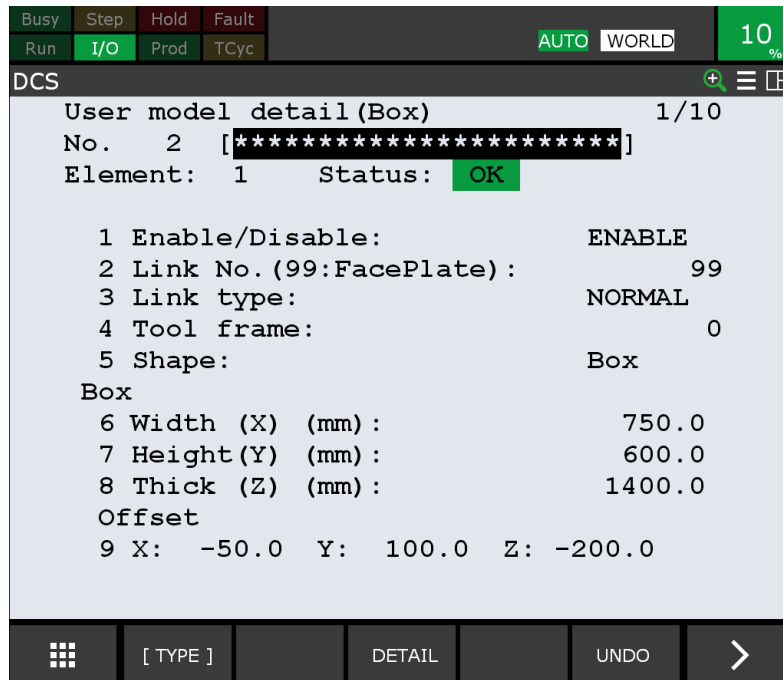 Busy Step Hold Fault
Run I/O Prod TCyc AUTO WORLD 10 %
DCS
User model detail(Box) 1/10
No. 2 [***********************]
Element: 1 Status: OK
1 Enable/Disable: ENABLE
2 Link No.(99:FacePlate): 99
3 Link type: NORMAL
4 Tool frame: 0
5 Shape: Box
Box
6 Width (X) (mm): 750.0
7 Height(Y) (mm): 600.0
8 Thick (Z) (mm): 1400.0
Offset
9 X: -50.0 Y: 100.0 Z: -200.0
[ TYPE ] DETAIL UNDO